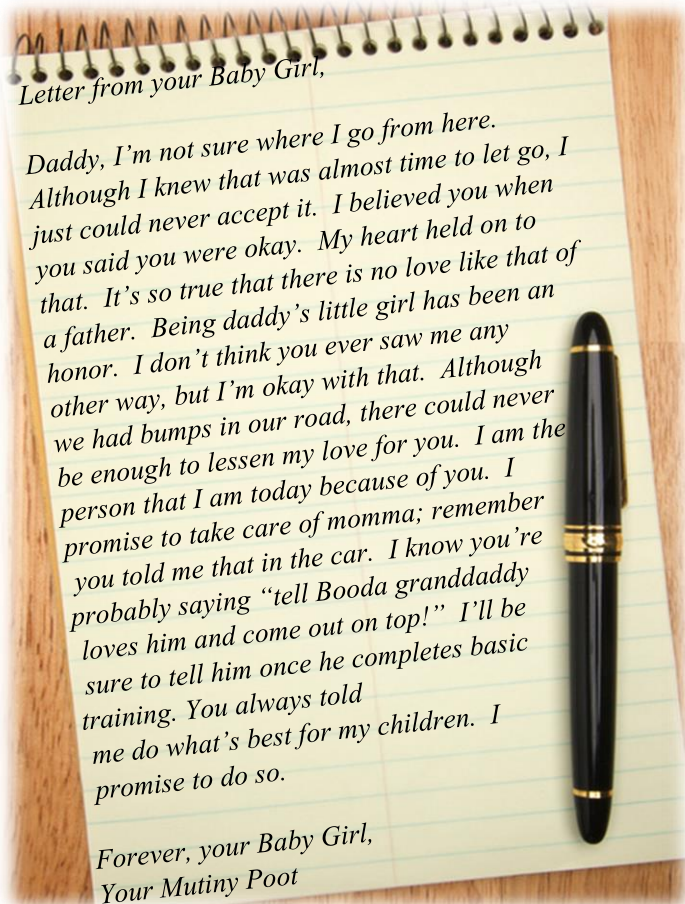 Letter from your Baby Girl,
Daddy, I’m not sure where I go from here.
Although I knew that was almost time to let go, I
just could never accept it.  I believed you when
you said you were okay.  My heart held on to
that.  It’s so true that there is no love like that of
a father.  Being daddy’s little girl has been an
honor.  I don’t think you ever saw me any
other way, but I’m okay with that.  Although
we had bumps in our road, there could never
be enough to lessen my love for you.  I am the
person that I am today because of you.  I
promise to take care of momma; remember
you told me that in the car.  I know you’re
probably saying “tell Booda granddaddy
loves him and come out on top!”  I’ll be
sure to tell him once he completes basic
training. You always told
me do what’s best for my children.  I
promise to do so.
Forever, your Baby Girl,
Your Mutiny Poot